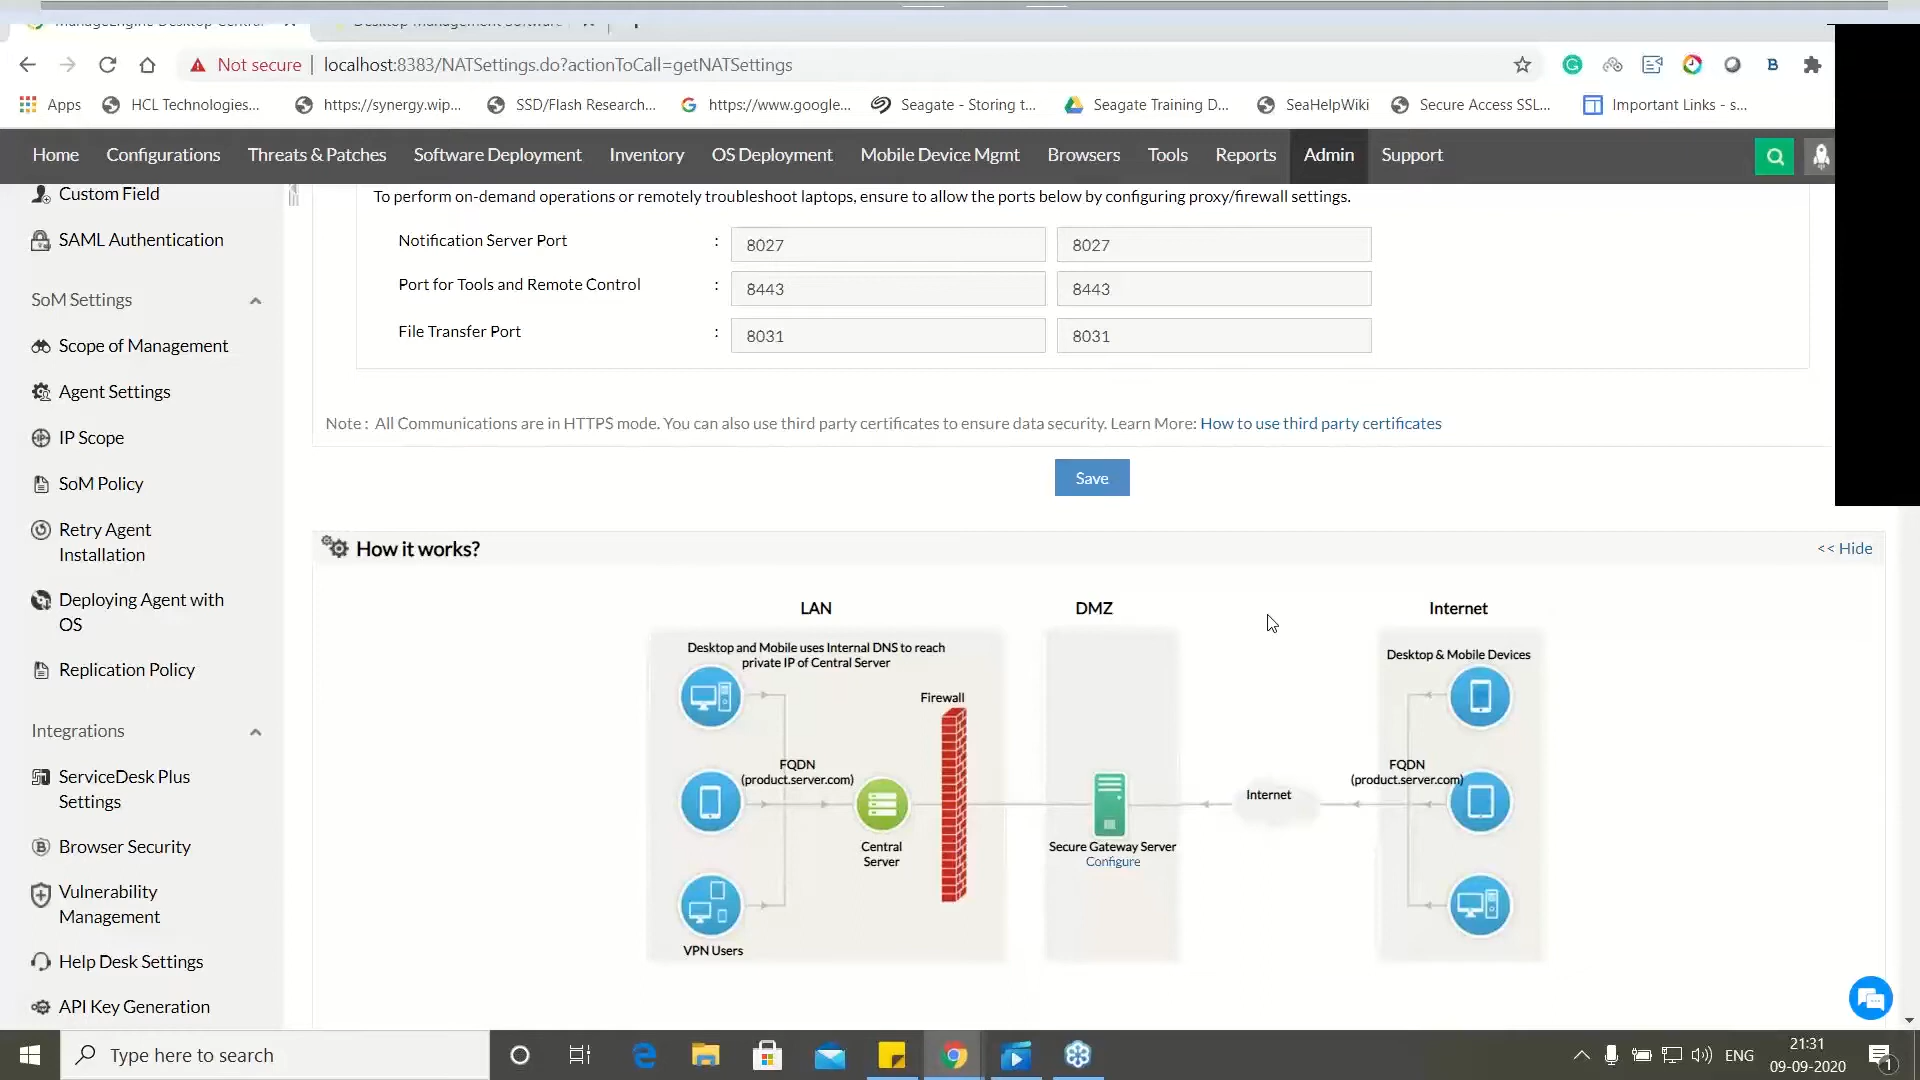 ManageEngine Desktop Central
Desktop Management Software
Not secure
localhost:8383/NATSettings.do?actionToCall=getNATSettings
Apps
HCL Technologies...
https://synergy.wip...
SSD/Flash Research...
https://www.google...
Seagate - Storing t...
Seagate Training D...
SeaHelpWiki
Secure Access SSL...
Important Links - s...
Home
Configurations
Threats & Patches
Software Deployment
Inventory
OS Deployment
Mobile Device Mgmt
Browsers
Tools
Reports
Admin
Support
Custom Field
SAML Authentication
SoM Settings
Scope of Management
Agent Settings
IP Scope
SoM Policy
Retry Agent
Installation
Deploying Agent with
OS
Replication Policy
Integrations
ServiceDesk Plus
Settings
Browser Security
Vulnerability
Management
Help Desk Settings
API Key Generation
To perform on-demand operations or remotely troubleshoot laptops, ensure to allow the ports below by configuring proxy/firewall settings.
Notification Server Port : 8027 8027
Port for Tools and Remote Control : 8443 8443
File Transfer Port : 8031 8031
Note : All Communications are in HTTPS mode. You can also use third party certificates to ensure data security. Learn More: How to use third party certificates
Save
How it works?
<< Hide
LAN
Desktop and Mobile uses Internal DNS to reach
private IP of Central Server
Firewall
FQDN
(product.server.com)
Central
Server
VPN Users
DMZ
Secure Gateway Server
Configure
Internet
Internet
Desktop & Mobile Devices
FQDN
(product.server.com)
Type here to search
ENG
21:31
09-09-2020
1